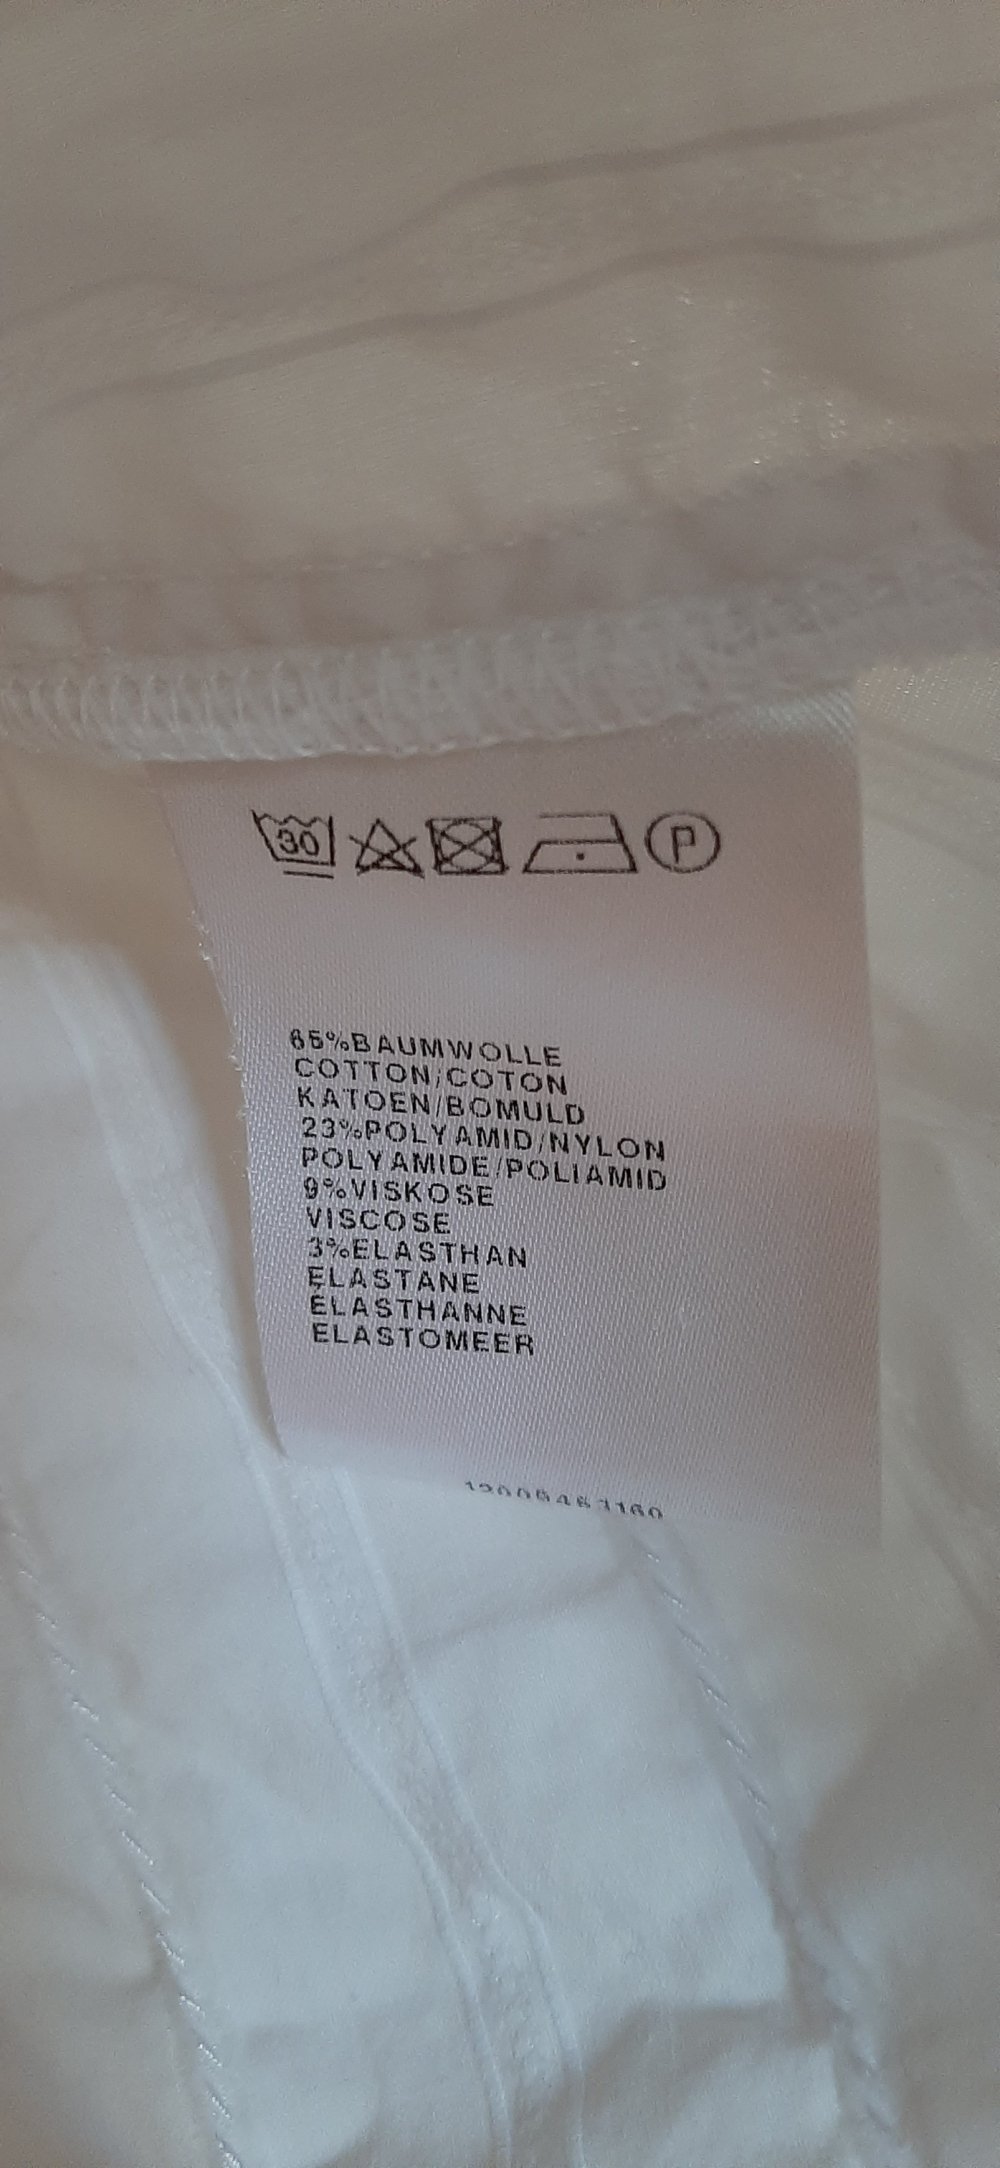 30
P
65%BAUMWOLLE
COTTON/COTON
KATOEN/BOMULD
23%POLYAMID/NYLON
POLYAMIDE/POLIAMID
9%VISKOSE
VISCOSE
3%ELASTHAN
ELASTANE
ÉLASTHANNE
ELASTOMEER